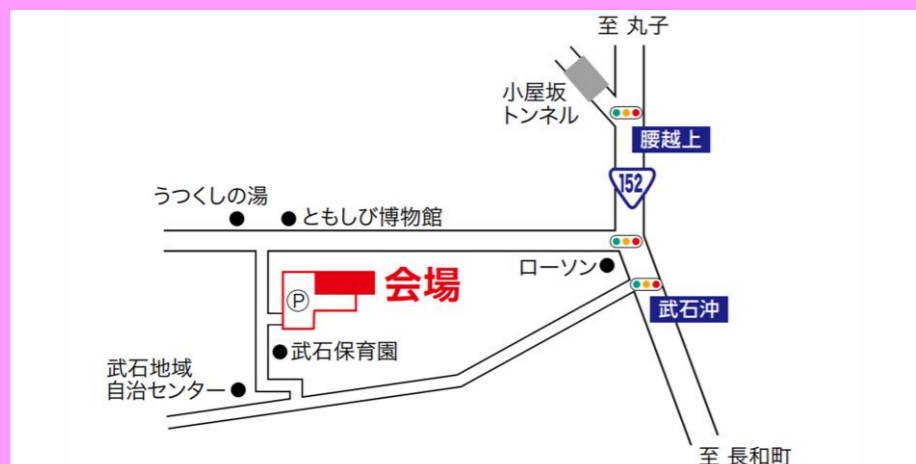 至 丸子
小屋坂
トンネル
腰越上
152
うつくしの湯
ともしび博物館
ローソン
会場
P
武石沖
武石保育園
武石地域
自治センター
至 長和町